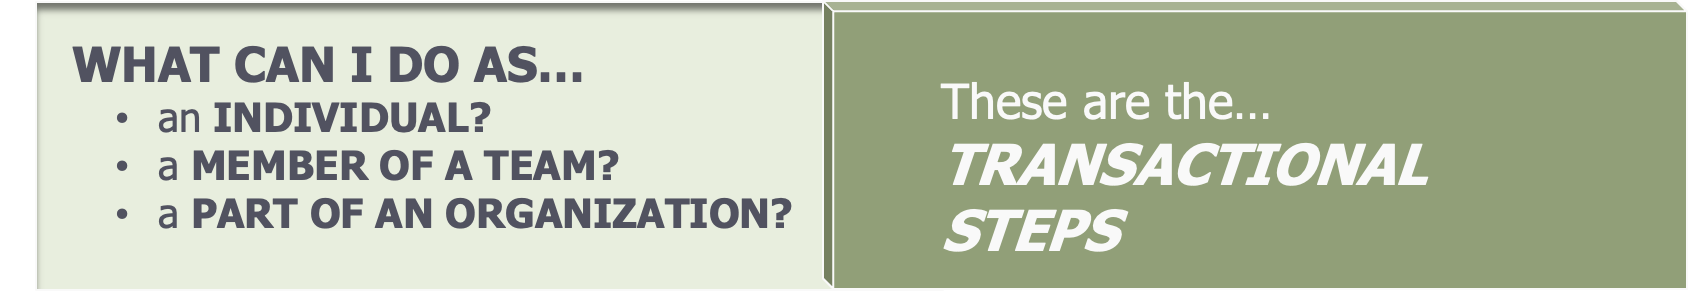 WHAT CAN I DO AS...
• an INDIVIDUAL?
• a MEMBER OF A TEAM?
• a PART OF AN ORGANIZATION?
These are the...
TRANSACTIONAL
STEPS